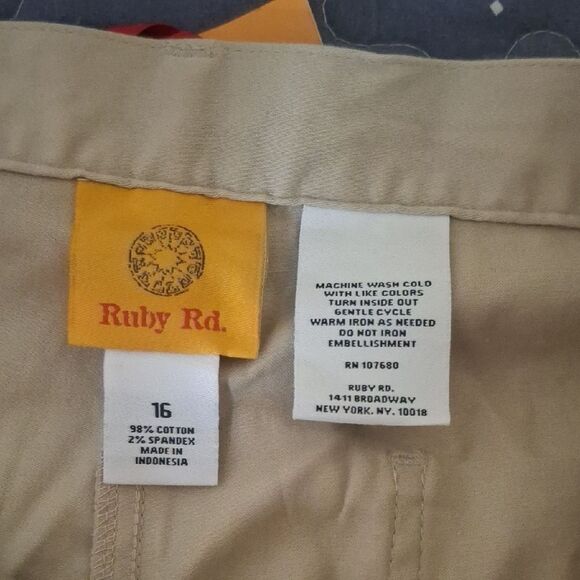 Ruby Rd.
16
98% COTTON
2% SPANDEX
MADE IN
INDONESIA
MACHINE WASH COLD
WITH LIKE COLORS
TURN INSIDE OUT
GENTLE CYCLE
WARM IRON AS NEEDED
DO NOT IRON
EMBELLISHMENT
RN 107680
RUBY RD.
1411 BROADWAY
NEW YORK. NY. 10018